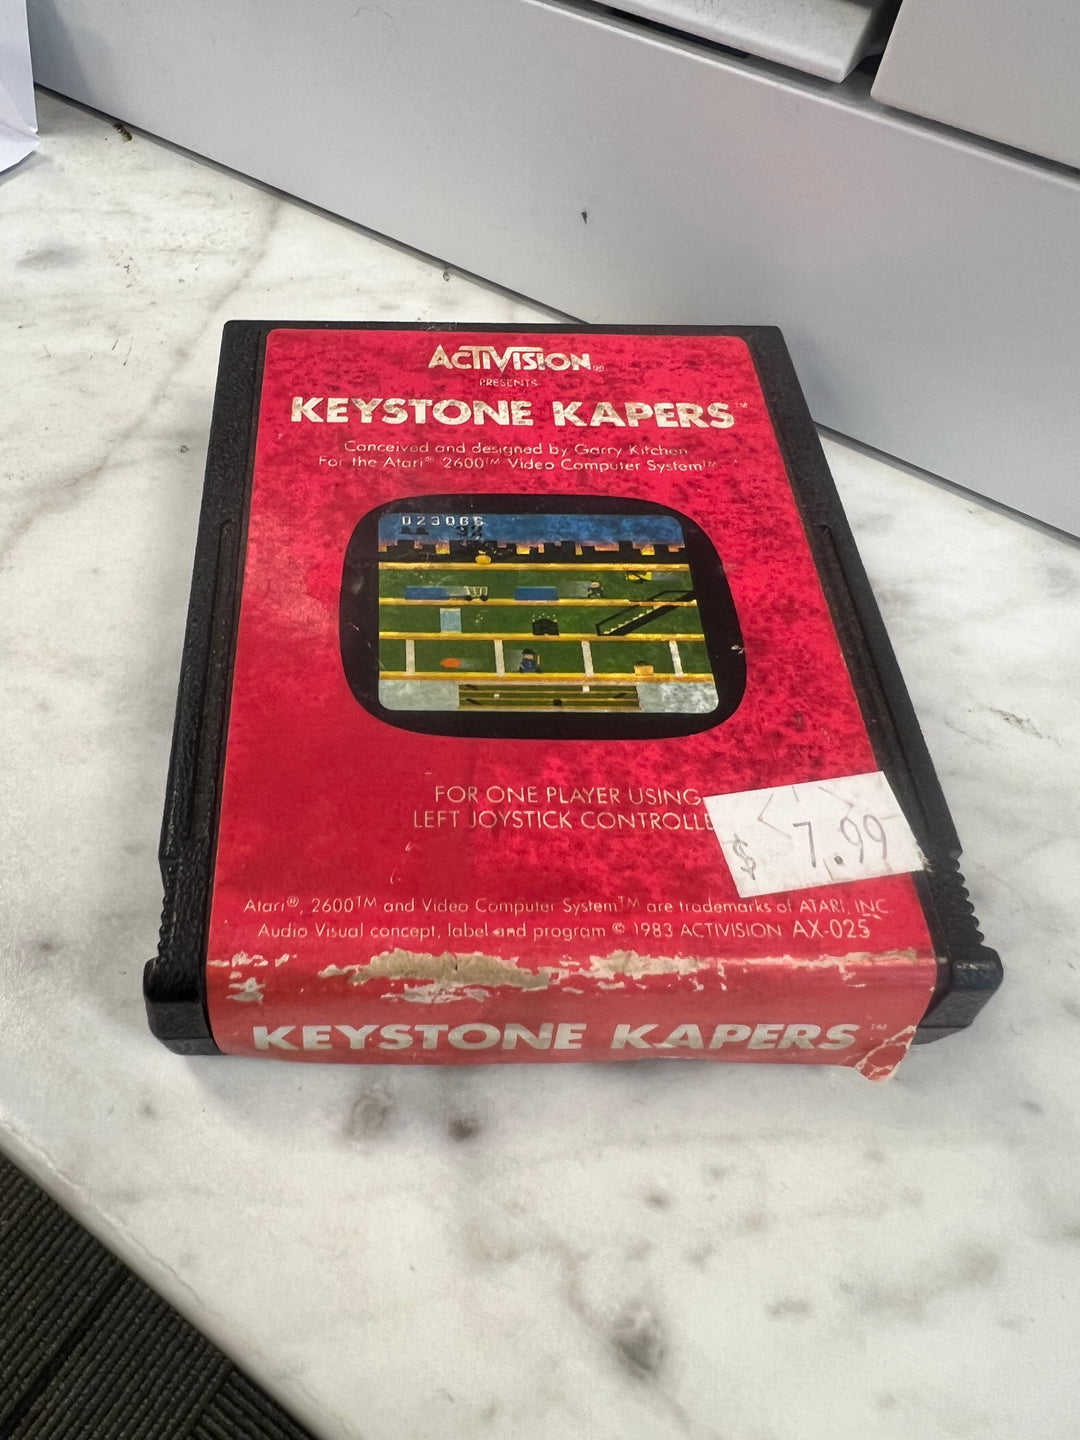 ACTIVISION®
PRESENTS
KEYSTONE KAPERS™
Conceived and designed by Garry Kitchen
For the Atari® 2600™ Video Computer System™
023066
FOR ONE PLAYER USING
LEFT JOYSTICK CONTROLLE
$ 7.99
Atari®, 2600™ and Video Computer System™ are trademarks of ATARI, INC.
Audio Visual concept, label and program © 1983 ACTIVISION AX-025
KEYSTONE KAPERS™